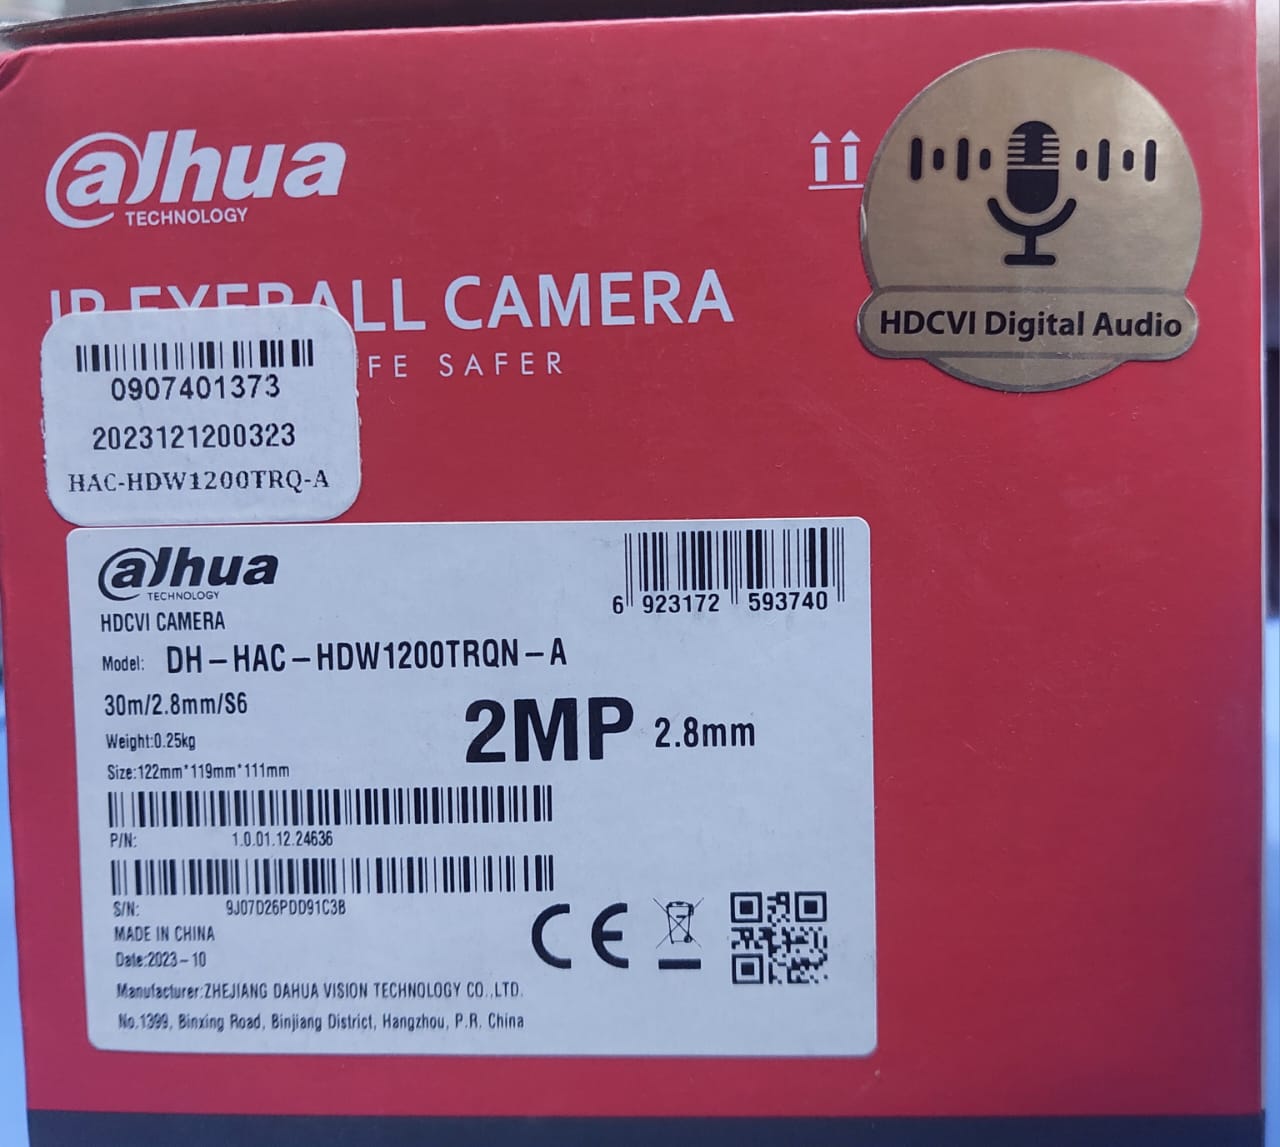 alhua
TECHNOLOGY
IR EYEBALL CAMERA
FE SAFER
HDCVI Digital Audio
0907401373
2023121200323
HAC-HDW1200TRQ-A
alhua
TECHNOLOGY
HDCVI CAMERA
6 923172 593740
Model: DH-HAC-HDW1200TRQN-A
30m/2.8mm/S6
2MP 2.8mm
Weight:0.25kg
Size:122mm*119mm*111mm
P/N: 1.0.01.12.24636
S/N: 9J07D26PDD91C3B
MADE IN CHINA
Date:2023-10
CE
Manufacturer:ZHEJIANG DAHUA VISION TECHNOLOGY CO.,LTD.
No.1399, Binxing Road, Binjiang District, Hangzhou, P.R. China